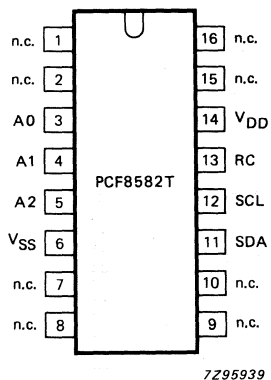 n.c. 1 16 n.c.
n.c. 2 15 n.c.
A0 3 14 VDD
A1 4 13 RC
PCF8582T
A2 5 12 SCL
VSS 6 11 SDA
n.c. 7 10 n.c.
n.c. 8 9 n.c.
7Z95939